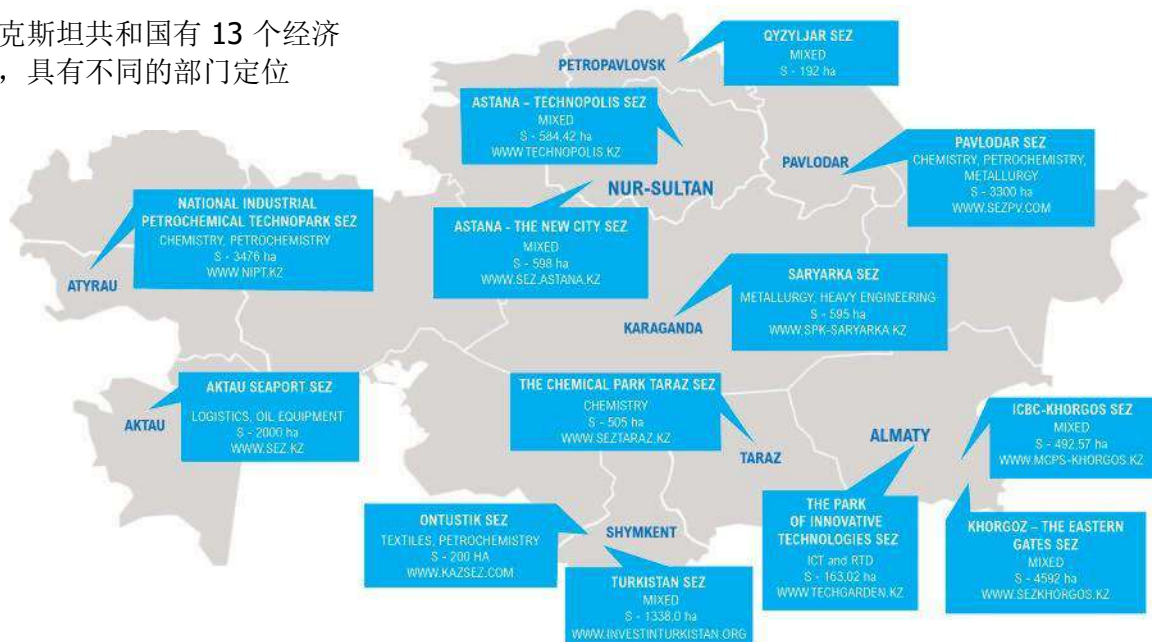 克斯坦共和国有 13 个经济
，具有不同的部门定位
QYZYLJAR SEZ
MIXED
S - 192 ha
PETROPAVLOVSK
ASTANA – TECHNOPOLIS SEZ
MIXED
S - 584,42 ha
WWW.TECHNOPOLIS.KZ
PAVLODAR SEZ
CHEMISTRY, PETROCHEMISTRY,
METALLURGY
S - 3300 ha
WWW.SEZPV.COM
PAVLODAR
NUR-SULTAN
NATIONAL INDUSTRIAL
PETROCHEMICAL TECHNOPARK SEZ
CHEMISTRY, PETROCHEMISTRY
S - 3476 ha
WWW.NIPT.KZ
ATYRAU
ASTANA - THE NEW CITY SEZ
MIXED
S - 598 ha
WWW.SEZ.ASTANA.KZ
SARYARKA SEZ
METALLURGY, HEAVY ENGINEERING
S - 595 ha
WWW.SPK-SARYARKA.KZ
KARAGANDA
AKTAU SEAPORT SEZ
LOGISTICS, OIL EQUIPMENT
S - 2000 ha
WWW.SEZ.KZ
AKTAU
THE CHEMICAL PARK TARAZ SEZ
CHEMISTRY
S - 505 ha
WWW.SEZTARAZ.KZ
TARAZ
ALMATY
ICBC-KHORGOS SEZ
MIXED
S - 492,57 ha
WWW.MCPS-KHORGOS.KZ
ONTUSTIK SEZ
TEXTILES, PETROCHEMISTRY
S - 200 HA
WWW.KAZSEZ.COM
SHYMKENT
THE PARK
OF INNOVATIVE
TECHNOLOGIES SEZ
ICT and RTD
S - 163,02 ha
WWW.TECHGARDEN.KZ
KHORGOZ – THE EASTERN
GATES SEZ
MIXED
S - 4592 ha
WWW.SEZKHORGOS.KZ
TURKISTAN SEZ
MIXED
S - 1338,0 ha
WWW.INVESTINTURKISTAN.ORG